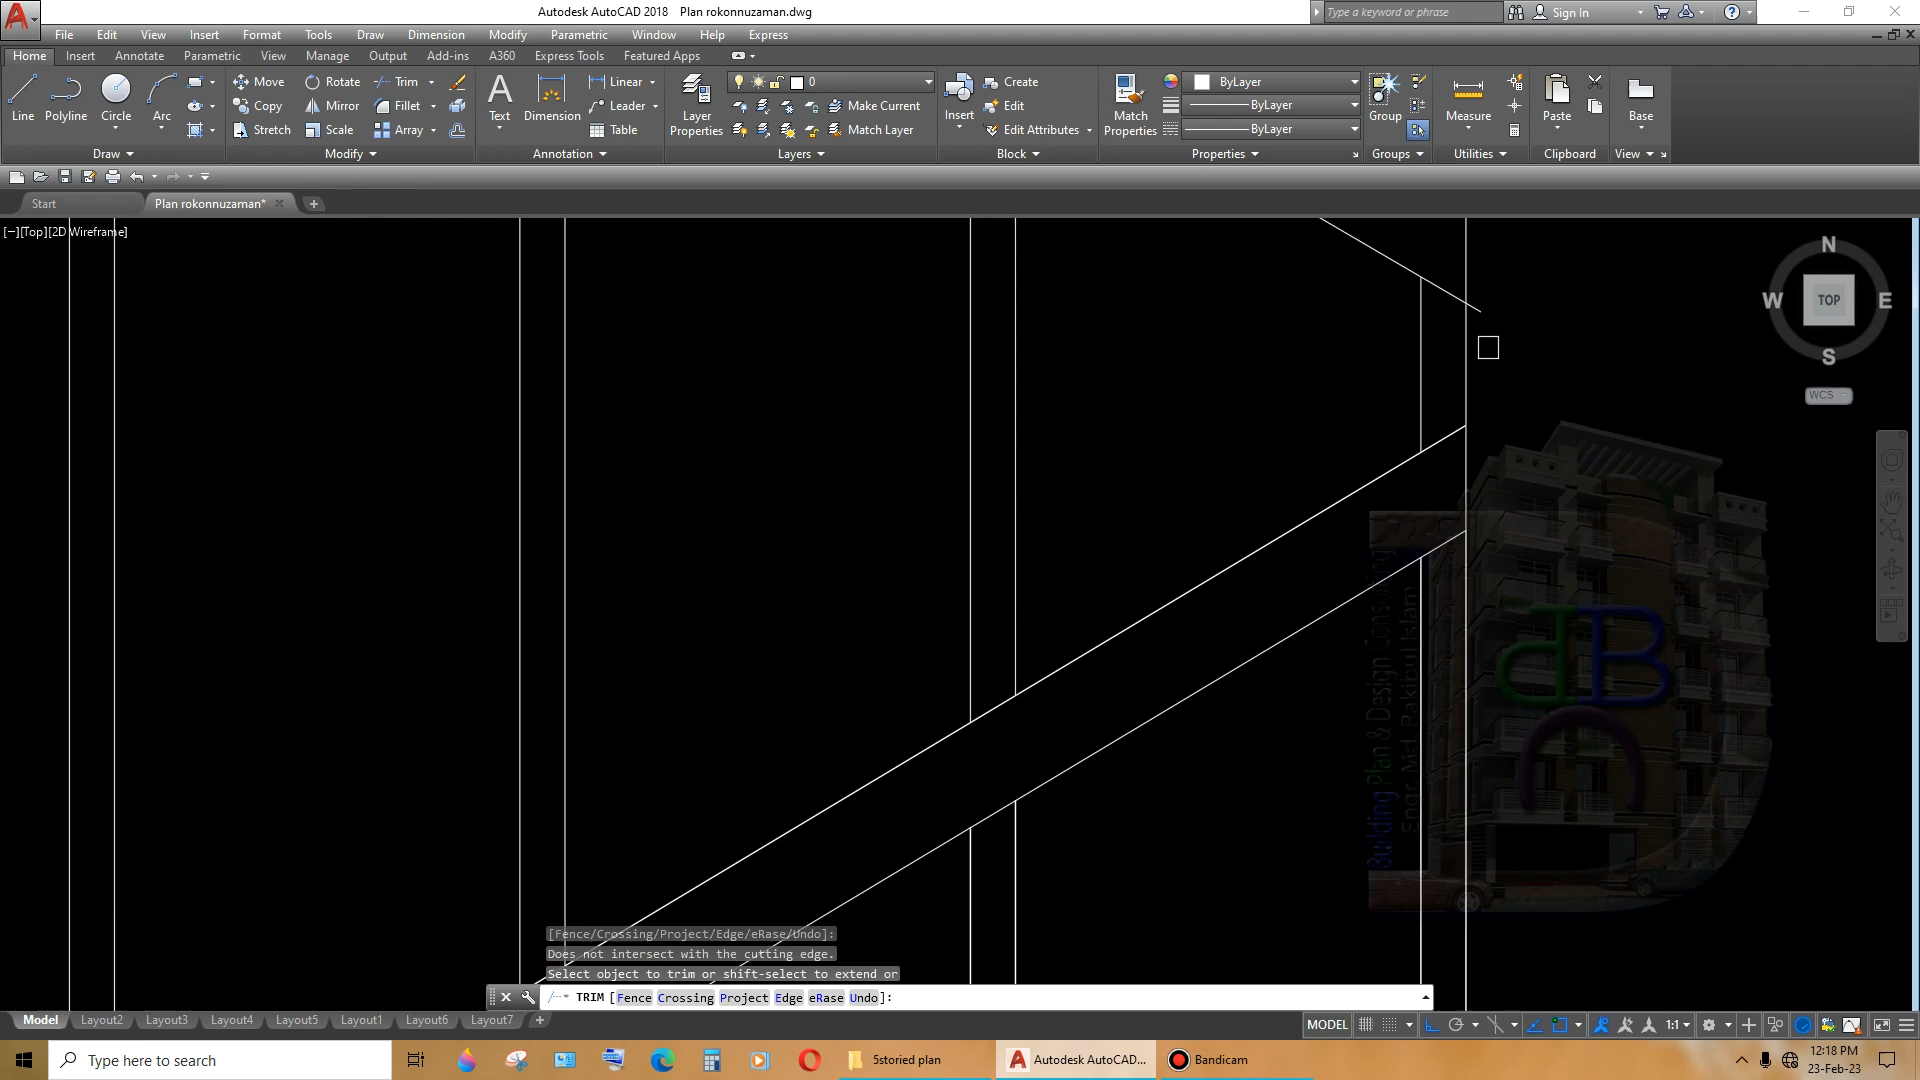 Autodesk AutoCAD 2018 Plan rokonnuzaman.dwg
Type a keyword or phrase
Sign In
File Edit View Insert Format Tools Draw Dimension Modify Parametric Window Help Express
Home Insert Annotate Parametric View Manage Output Add-ins A360 Express Tools Featured Apps
Line
Polyline
Circle
Arc
Draw
Move
Rotate
Trim
Copy
Mirror
Fillet
Stretch
Scale
Array
Modify
Text
Dimension
Linear
Leader
Table
Annotation
Layer
Properties
0
Make Current
Match Layer
Layers
Insert
Create
Edit
Edit Attributes
Block
Match
Properties
ByLayer
ByLayer
ByLayer
Properties
Group
Groups
Measure
Utilities
Paste
Clipboard
Base
View
Start
Plan rokonnuzaman*
[−][Top][2D Wireframe]
N
W
TOP
E
S
WCS
Building Plan & Design Consulting
[Fence/Crossing/Project/Edge/eRase/Undo]:
Does not intersect with the cutting edge.
Select object to trim or shift-select to extend or
TRIM [Fence Crossing Project Edge eRase Undo]:
Model Layout2 Layout3 Layout4 Layout5 Layout1 Layout6 Layout7
MODEL
1:1
Type here to search
5storied plan
Autodesk AutoCAD...
Bandicam
12:18 PM
23-Feb-23